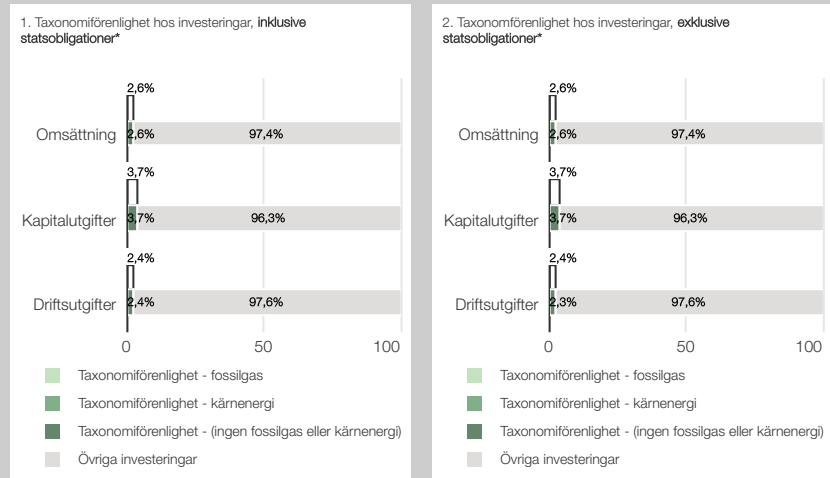 1. Taxonomiförenlighet hos investeringar, inklusive
statsobligationer*
2,6%
Omsättning
2,6%
97,4%
3,7%
Kapitalutgifter
3,7%
96,3%
2,4%
Driftsutgifter
2,4%
97,6%
0
50
100
Taxonomiförenlighet - fossilgas
Taxonomiförenlighet - kärnenergi
Taxonomiförenlighet - (ingen fossilgas eller kärnenergi)
Övriga investeringar
2. Taxonomförenlighet hos investeringar, exklusive
statsobligationer*
2,6%
Omsättning
2,6%
97,4%
3,7%
Kapitalutgifter
3,7%
96,3%
2,4%
Driftsutgifter
2,3%
97,6%
0
50
100
Taxonomiförenlighet - fossilgas
Taxonomiförenlighet - kärnenergi
Taxonomiförenlighet - (ingen fossilgas eller kärnenergi)
Övriga investeringar